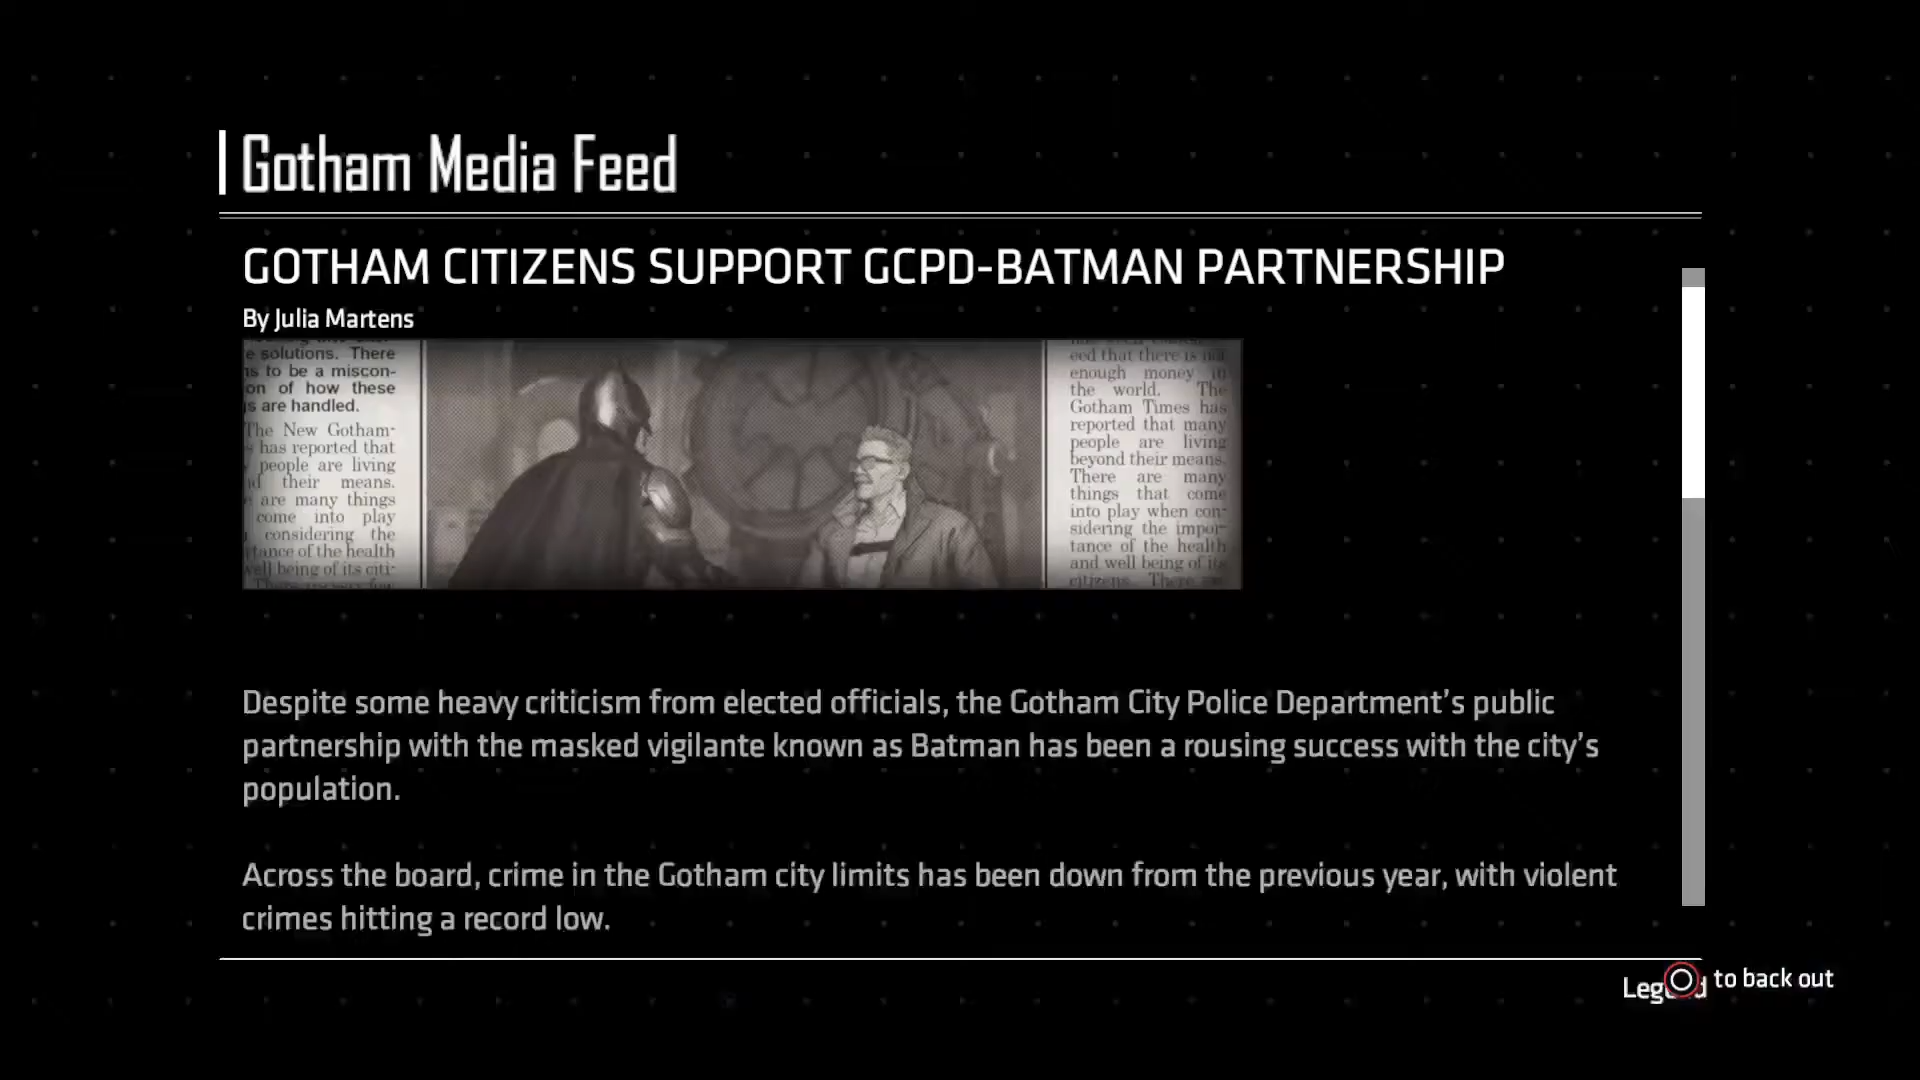 Gotham Media Feed
GOTHAM CITIZENS SUPPORT GCPD-BATMAN PARTNERSHIP
By Julia Martens
e solutions. There
to be a miscon-
on of how these
s are handled.
The New Gotham-
has reported that
people are living
their means.
are many things
come into play
considering the
tance of the health
well being of its citi-
eed that there is not
enough money in
the world. The
Gotham Times has
reported that many
people are living
beyond their means.
There are many
things that come
into play when con-
sidering the impor-
tance of the health
and well being of its
citizens. There are
Despite some heavy criticism from elected officials, the Gotham City Police Department’s public
partnership with the masked vigilante known as Batman has been a rousing success with the city’s
population.
Across the board, crime in the Gotham city limits has been down from the previous year, with violent
crimes hitting a record low.
to back out